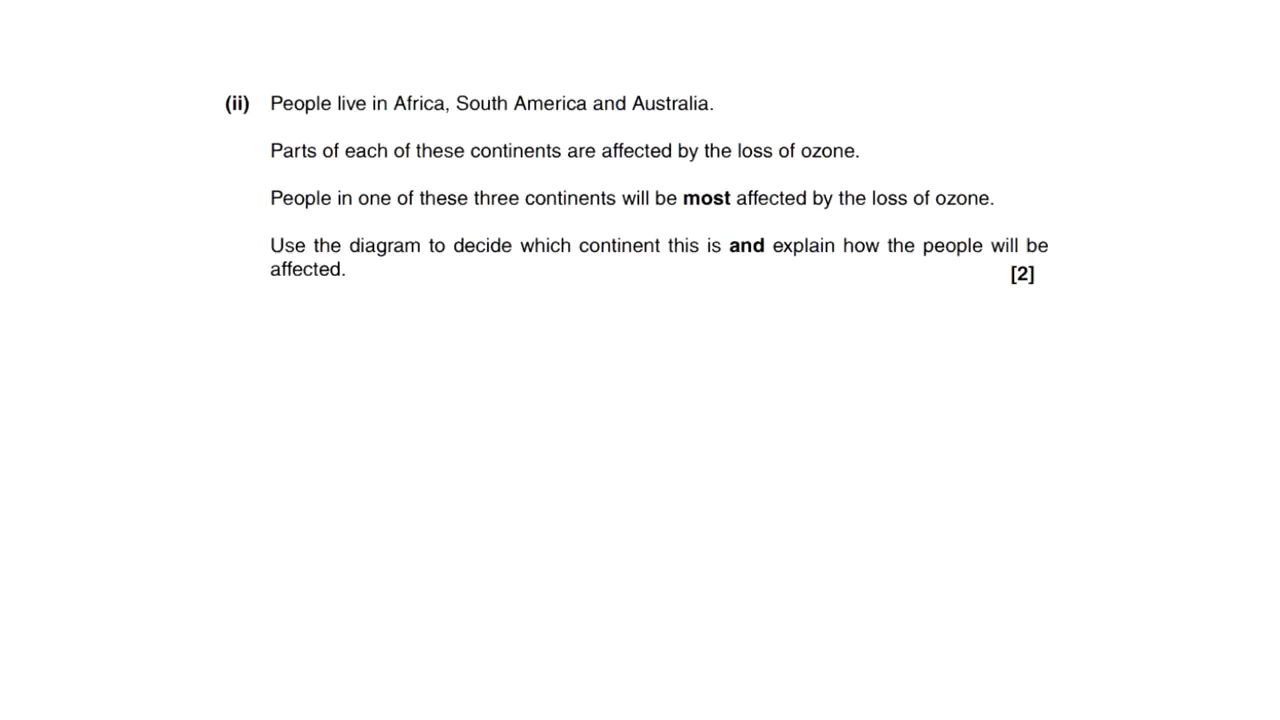 (ii) People live in Africa, South America and Australia.
Parts of each of these continents are affected by the loss of ozone.
People in one of these three continents will be most affected by the loss of ozone.
Use the diagram to decide which continent this is and explain how the people will be
affected.
[2]